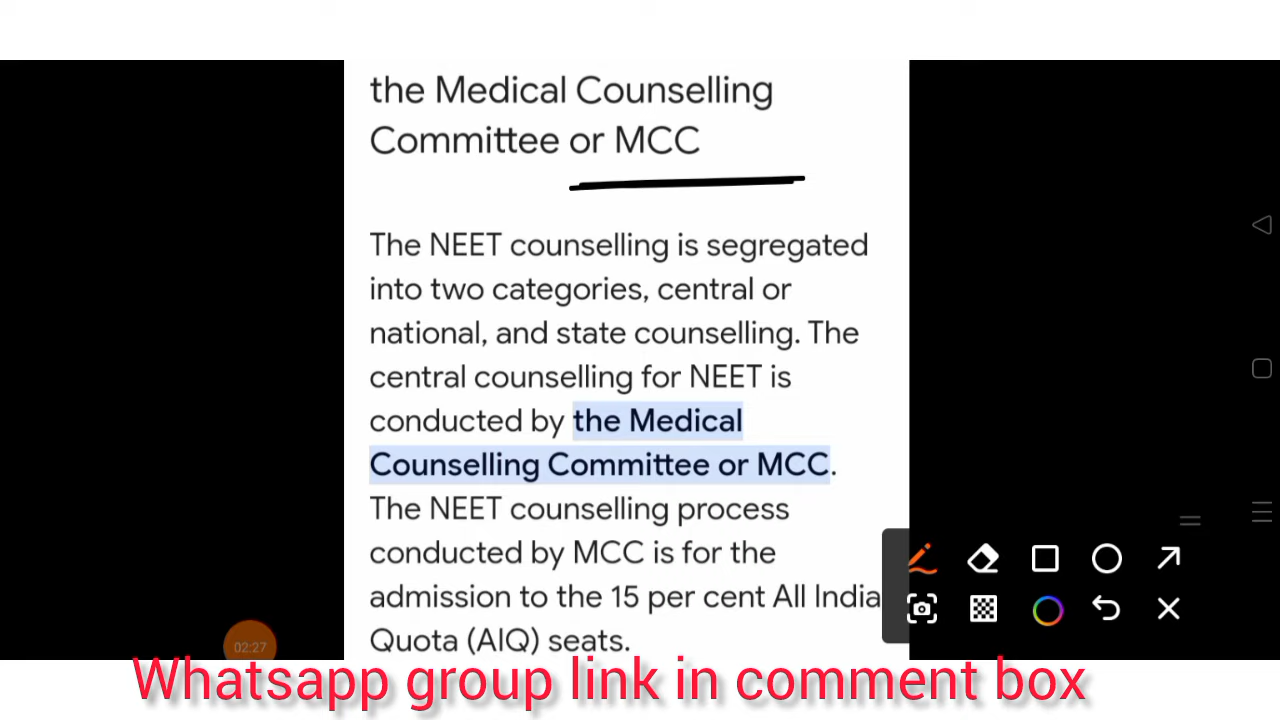 the Medical Counselling
Committee or MCC
The NEET counselling is segregated
into two categories, central or
national, and state counselling. The
central counselling for NEET is
conducted by the Medical
Counselling Committee or MCC.
The NEET counselling process
conducted by MCC is for the
admission to the 15 per cent All India
Quota (AIQ) seats.
02:27
Whatsapp group link in comment box